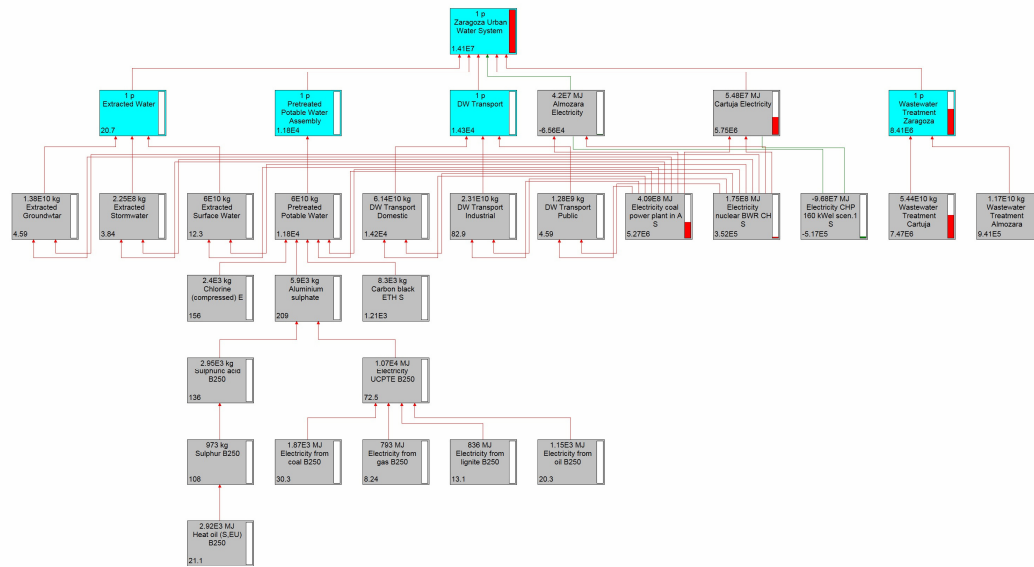 1 p
Zaragoza Urban
Water System
1.41E7
1 p
Extracted Water
20.7
1 p
Pretreated
Potable Water
Assembly
1.18E4
1 p
DW Transport
1.43E4
4.2E7 MJ
Almozara
Electricity
-6.56E4
5.48E7 MJ
Cartuja Electricity
5.75E6
1 p
Wastewater
Treatment
Zaragoza
8.41E6
1.38E10 kg
Extracted
Groundwtar
4.59
2.25E8 kg
Extracted
Stormwater
3.84
6E10 kg
Extracted
Surface Water
12.3
6E10 kg
Pretreated
Potable Water
1.18E4
6.14E10 kg
DW Transport
Domestic
1.42E4
2.31E10 kg
DW Transport
Industrial
82.9
1.28E9 kg
DW Transport
Public
4.59
4.09E8 MJ
Electricity coal
power plant in A
S
5.27E6
1.75E8 MJ
Electricity
nuclear BWR CH
S
3.52E5
-9.68E7 MJ
Electricity CHP
160 kWel scen.1
S
-5.17E5
5.44E10 kg
Wastewater
Treatment
Cartuja
7.47E6
1.17E10 kg
Wastewater
Treatment
Almozara
9.41E5
2.4E3 kg
Chlorine
(compressed) E
156
5.9E3 kg
Aluminium
sulphate
209
8.3E3 kg
Carbon black
ETH S
1.21E3
2.95E3 kg
Sulphuric acid
B250
136
1.07E4 MJ
Electricity
UCPTE B250
72.5
973 kg
Sulphur B250
108
1.87E3 MJ
Electricity from
coal B250
30.3
793 MJ
Electricity from
gas B250
8.24
836 MJ
Electricity from
lignite B250
13.1
1.15E3 MJ
Electricity from
oil B250
20.3
2.92E3 MJ
Heat oil (S,EU)
B250
21.1